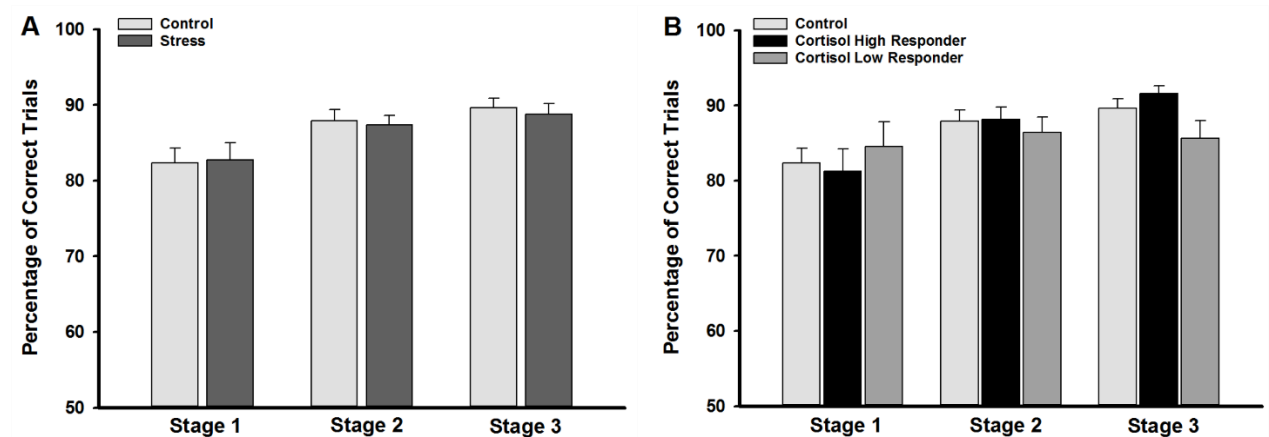 A
Control
Stress
Percentage of Correct Trials
100
90
80
70
60
50
Stage 1 Stage 2 Stage 3
B
Control
Cortisol High Responder
Cortisol Low Responder
Percentage of Correct Trials
100
90
80
70
60
50
Stage 1 Stage 2 Stage 3